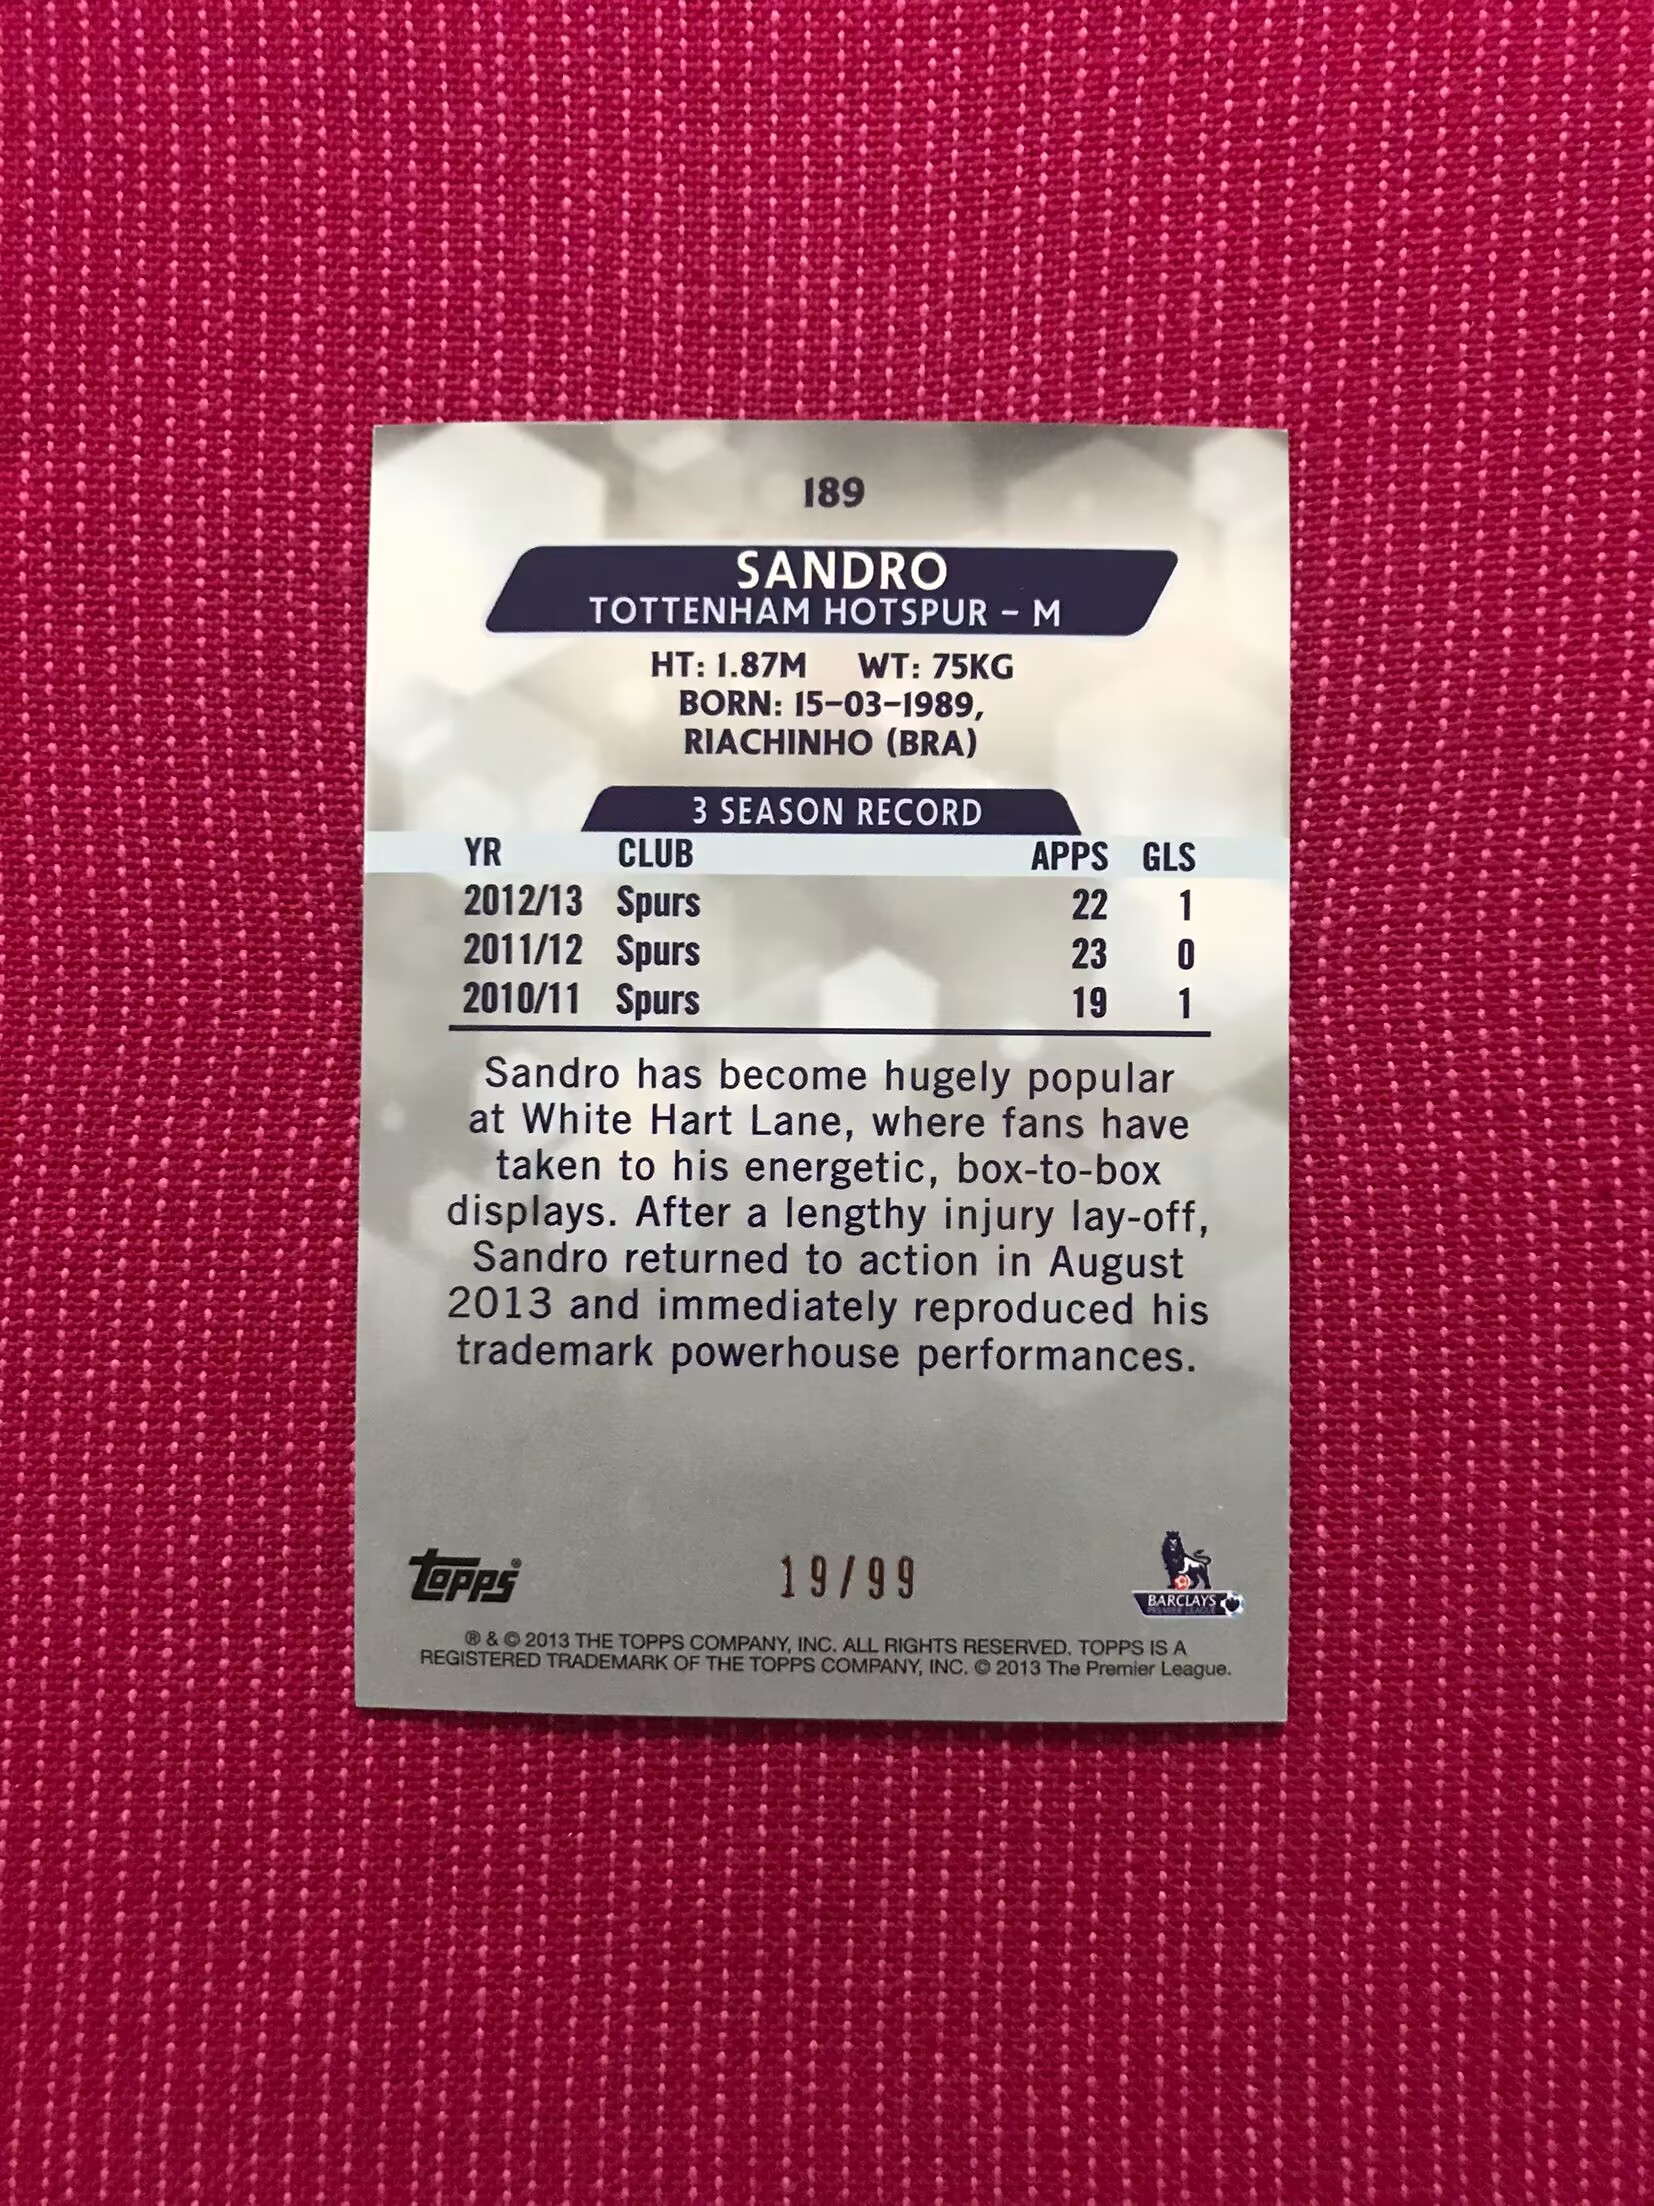 189
SANDRO
TOTTENHAM HOTSPUR – M
HT: 1.87M WT: 75KG
BORN: 15-03-1989,
RIACHINHO (BRA)
3 SEASON RECORD
YR CLUB APPS GLS
2012/13 Spurs 22 1
2011/12 Spurs 23 0
2010/11 Spurs 19 1
Sandro has become hugely popular
at White Hart Lane, where fans have
taken to his energetic, box-to-box
displays. After a lengthy injury lay-off,
Sandro returned to action in August
2013 and immediately reproduced his
trademark powerhouse performances.
topps® 19/99
BARCLAYS
PREMIER LEAGUE
® & © 2013 THE TOPPS COMPANY, INC. ALL RIGHTS RESERVED. TOPPS IS A
REGISTERED TRADEMARK OF THE TOPPS COMPANY, INC. © 2013 The Premier League.